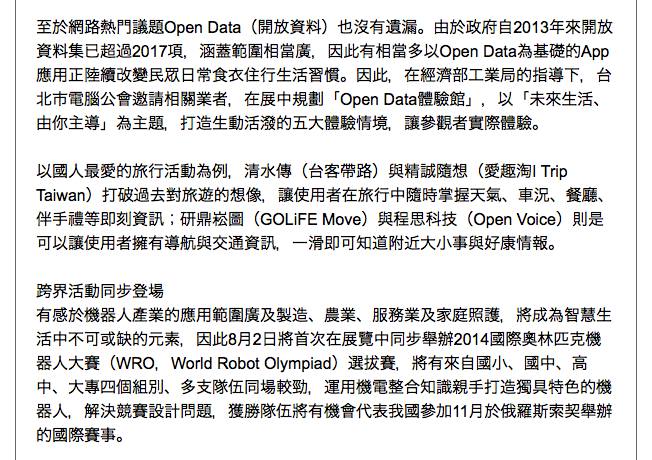 至於網路熱門議題Open Data（開放資料）也沒有遺漏。由於政府自2013年來開放
資料集已超過2017項，涵蓋範圍相當廣，因此有相當多以Open Data為基礎的App
應用正陸續改變民眾日常食衣住行生活習慣。因此，在經濟部工業局的指導下，台
北市電腦公會邀請相關業者，在展中規劃「Open Data體驗館」，以「未來生活、
由你主導」為主題，打造生動活潑的五大體驗情境，讓參觀者實際體驗。
以國人最愛的旅行活動為例，清水傳（台客帶路）與精誠隨想（愛趣淘I Trip
Taiwan）打破過去對旅遊的想像，讓使用者在旅行中隨時掌握天氣、車況、餐廳、
伴手禮等即刻資訊；研鼎崧圖（GOLiFE Move）與程思科技（Open Voice）則是
可以讓使用者擁有導航與交通資訊，一滑即可知道附近大小事與好康情報。
跨界活動同步登場
有感於機器人產業的應用範圍廣及製造、農業、服務業及家庭照護，將成為智慧生
活中不可或缺的元素，因此8月2日將首次在展覽中同步舉辦2014國際奧林匹克機
器人大賽（WRO，World Robot Olympiad）選拔賽，將有來自國小、國中、高
中、大專四個組別、多支隊伍同場較勁，運用機電整合知識親手打造獨具特色的機
器人，解決競賽設計問題，獲勝隊伍將有機會代表我國參加11月於俄羅斯索契舉辦
的國際賽事。